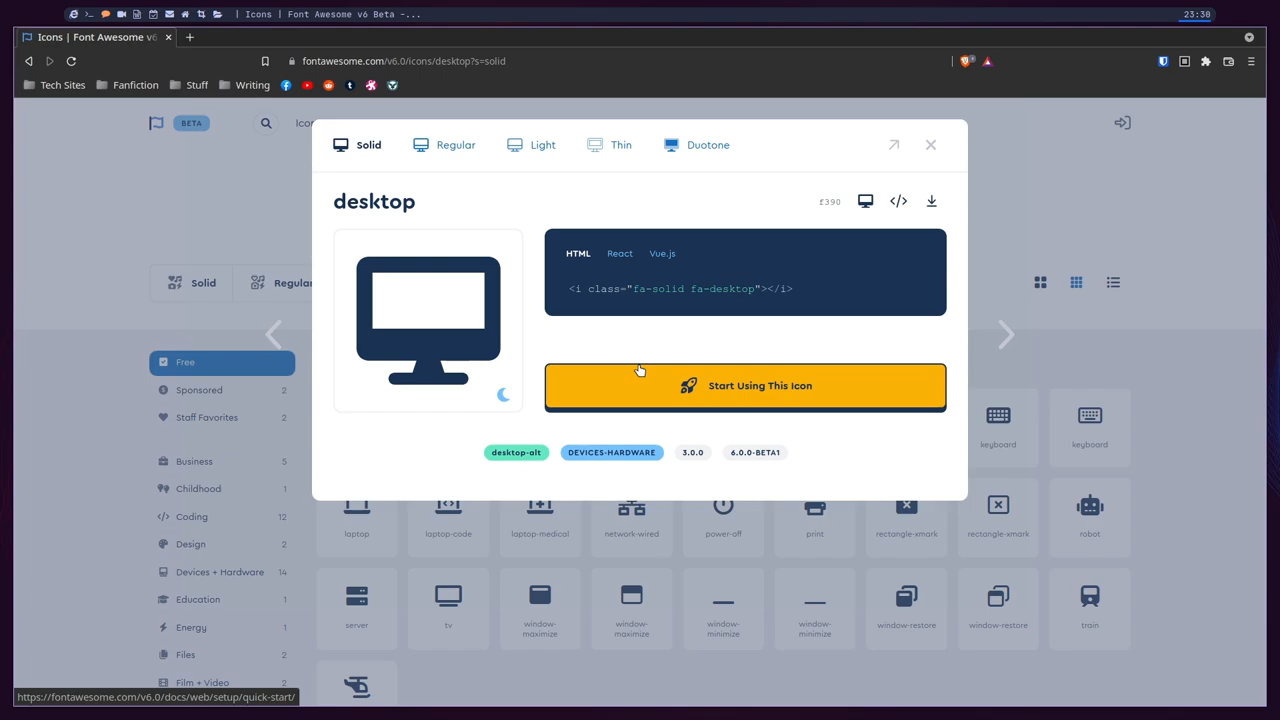 | Icons | Font Awesome v6 Beta -...
23:30
Icons | Font Awesome v6
fontawesome.com/v6.0/icons/desktop?s=solid
Tech Sites
Fanfiction
Stuff
Writing
BETA
Solid
Regular
Light
Thin
Duotone
desktop
f390
HTML
React
Vue.js
<i class="fa-solid fa-desktop"></i>
Start Using This Icon
desktop-alt
DEVICES-HARDWARE
3.0.0
6.0.0-BETA1
Solid
Regular
Free
Sponsored 2
Staff Favorites 2
Business 5
Childhood 1
Coding 12
Design 2
Devices + Hardware 14
Education 1
Energy 1
Files 2
Film + Video 2
keyboard
keyboard
laptop
laptop-code
laptop-medical
network-wired
power-off
print
rectangle-xmark
rectangle-xmark
robot
server
tv
window-maximize
window-maximize
window-minimize
window-minimize
window-restore
window-restore
train
https://fontawesome.com/v6.0/docs/web/setup/quick-start/